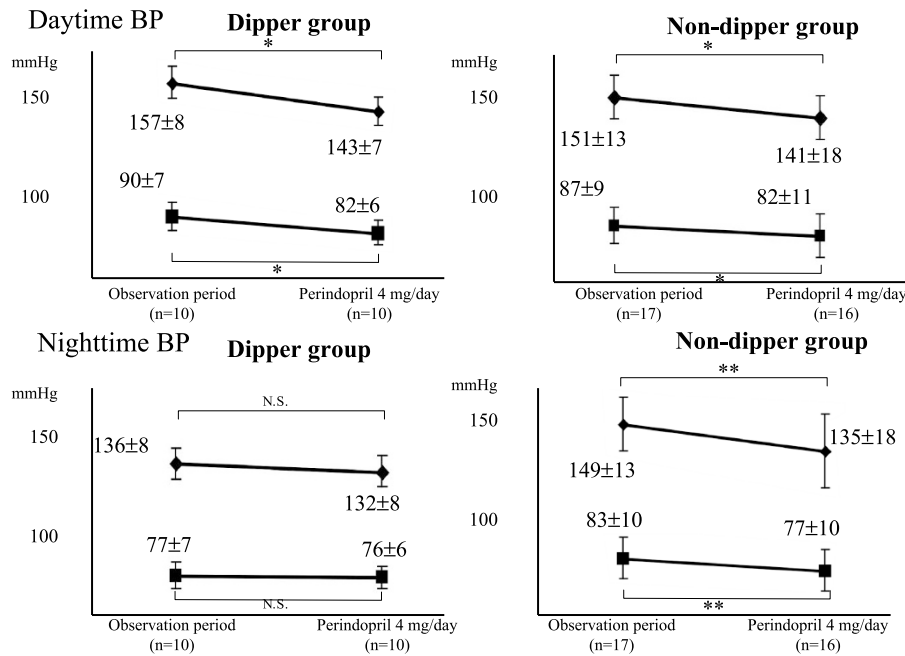 Daytime BP
Dipper group
Non-dipper group
mmHg
*
*
150
150
157±8
143±7
151±13
141±18
100
100
90±7
82±6
87±9
82±11
*
*
Observation period
(n=10)
Perindopril 4 mg/day
(n=10)
Observation period
(n=17)
Perindopril 4 mg/day
(n=16)
Nighttime BP
Dipper group
Non-dipper group
mmHg
mmHg
mmHg
N.S.
**
150
150
136±8
132±8
149±13
135±18
100
100
77±7
76±6
83±10
77±10
N.S.
**
Observation period
(n=10)
Perindopril 4 mg/day
(n=10)
Observation period
(n=17)
Perindopril 4 mg/day
(n=16)